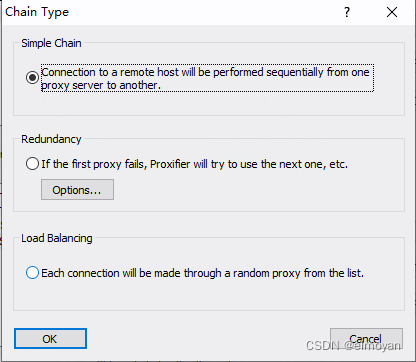 Chain Type
Simple Chain
Connection to a remote host will be performed sequentially from one
proxy server to another.
Redundancy
If the first proxy fails, Proxifier will try to use the next one, etc.
Options...
Load Balancing
Each connection will be made through a random proxy from the list.
OK
Cancel
CSDN @elmoyan